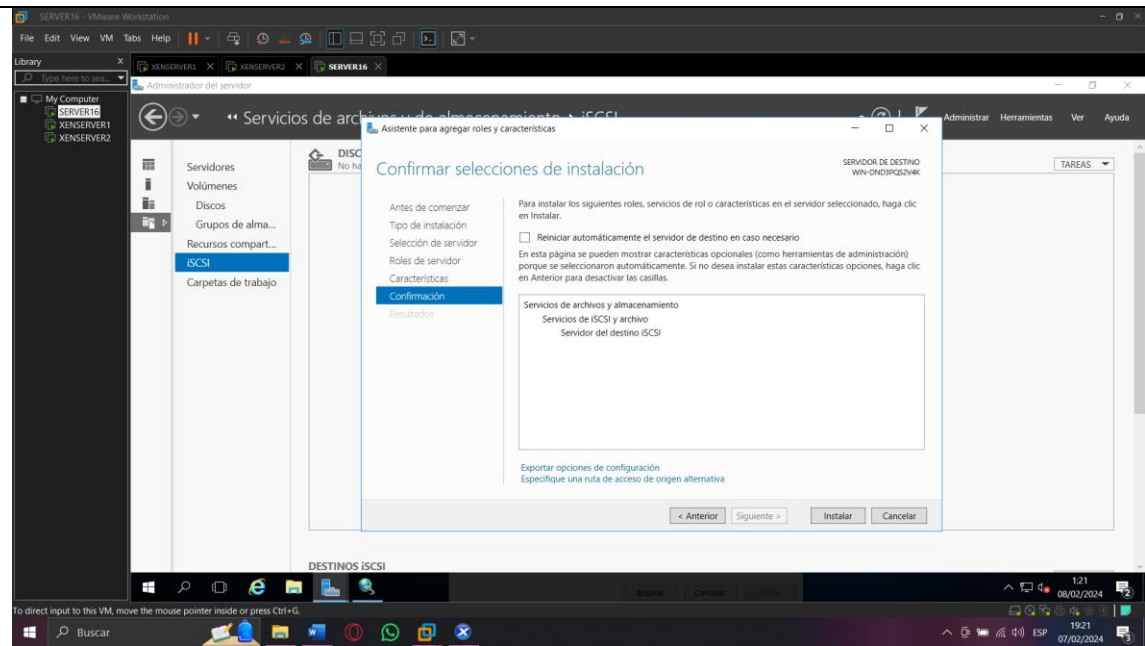 SERVER16 - VMware Workstation
File Edit View VM Tabs Help
Library X
Type here to sea...
My Computer
SERVER16
XENSERVER1
XENSERVER2
XENSERVER1 X XENSERVER2 X SERVER16 X
Administrador del servidor
Administrar Herramientas Ver Ayuda
Servidores
Volúmenes
Discos
Grupos de alma...
Recursos compart...
iSCSI
Carpetas de trabajo
DISC
No ha
TAREAS
Asistente para agregar roles y características
Confirmar selecciones de instalación
SERVIDOR DE DESTINO
WIN-DND3PQS2V4K
Antes de comenzar
Tipo de instalación
Selección de servidor
Roles de servidor
Características
Confirmación
Resultados
Para instalar los siguientes roles, servicios de rol o características en el servidor seleccionado, haga clic
en Instalar.
Reiniciar automáticamente el servidor de destino en caso necesario
En esta página se pueden mostrar características opcionales (como herramientas de administración)
porque se seleccionaron automáticamente. Si no desea instalar estas características opciones, haga clic
en Anterior para desactivar las casillas.
Servicios de archivos y almacenamiento
Servicios de iSCSI y archivo
Servidor del destino iSCSI
Exportar opciones de configuración
Especifique una ruta de acceso de origen alternativa
< Anterior Siguiente > Instalar Cancelar
DESTINOS iSCSI
Aceptar Cancelar
1:21
08/02/2024
To direct input to this VM, move the mouse pointer inside or press Ctrl+G.
Buscar
ESP
19:21
07/02/2024